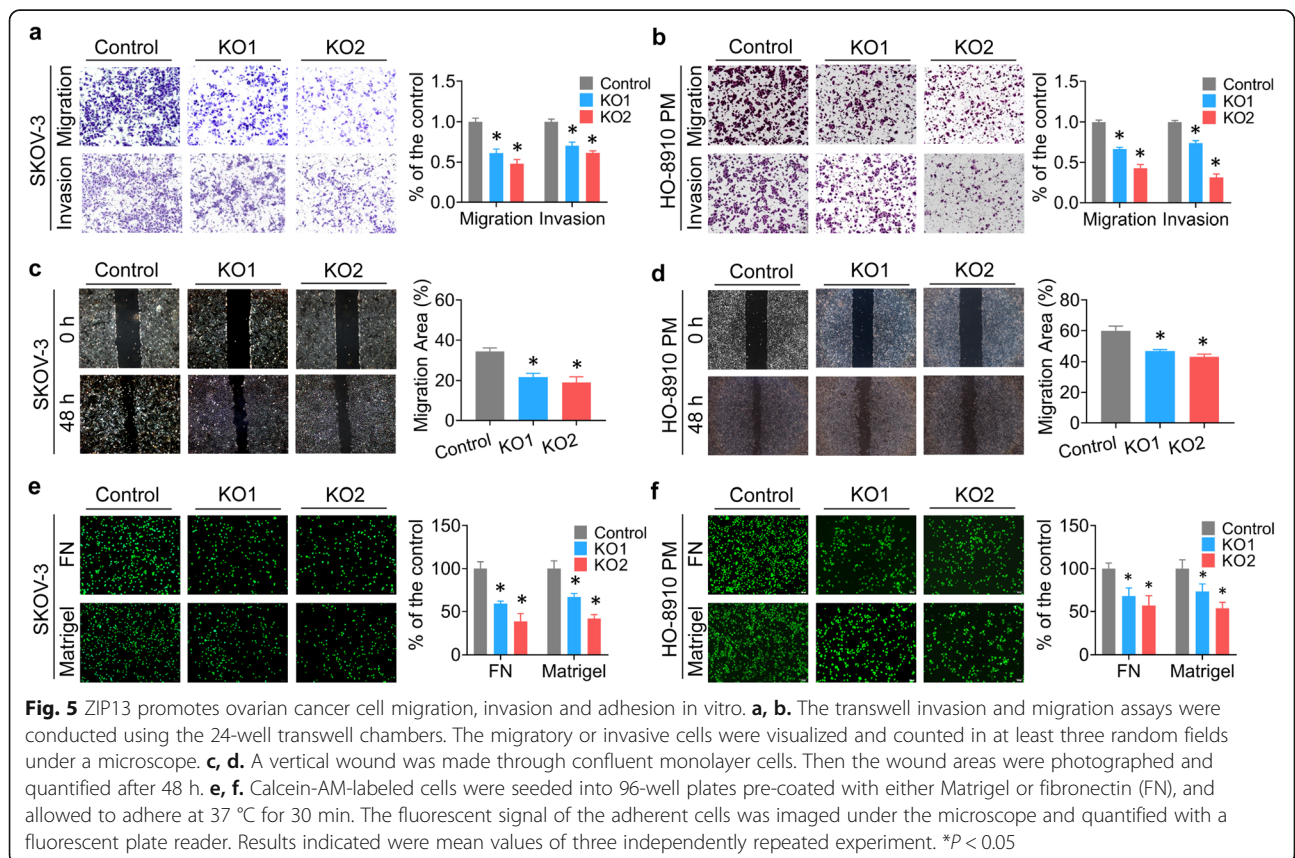 a
Control KO1 KO2
SKOV-3
Migration
Invasion
% of the control
1.5
1.0
0.5
0.0
Control
KO1
KO2
* * * *
Migration Invasion
b
Control KO1 KO2
HO-8910 PM
Migration
Invasion
% of the control
1.5
1.0
0.5
0.0
Control
KO1
KO2
* * * *
Migration Invasion
c
Control KO1 KO2
SKOV-3
0 h
48 h
Migration Area (%)
60
40
20
0
* *
Control KO1 KO2
d
Control KO1 KO2
HO-8910 PM
0 h
48 h
Migration Area (%)
80
60
40
20
0
* *
Control KO1 KO2
e
Control KO1 KO2
SKOV-3
FN
Matrigel
% of the control
150
100
50
0
Control
KO1
KO2
* * * *
FN Matrigel
f
Control KO1 KO2
HO-8910 PM
FN
Matrigel
% of the control
150
100
50
0
Control
KO1
KO2
* * * *
FN Matrigel
Fig. 5 ZIP13 promotes ovarian cancer cell migration, invasion and adhesion in vitro. a, b. The transwell invasion and migration assays were
conducted using the 24-well transwell chambers. The migratory or invasive cells were visualized and counted in at least three random fields
under a microscope. c, d. A vertical wound was made through confluent monolayer cells. Then the wound areas were photographed and
quantified after 48 h. e, f. Calcein-AM-labeled cells were seeded into 96-well plates pre-coated with either Matrigel or fibronectin (FN), and
allowed to adhere at 37 °C for 30 min. The fluorescent signal of the adherent cells was imaged under the microscope and quantified with a
fluorescent plate reader. Results indicated were mean values of three independently repeated experiment. *P < 0.05